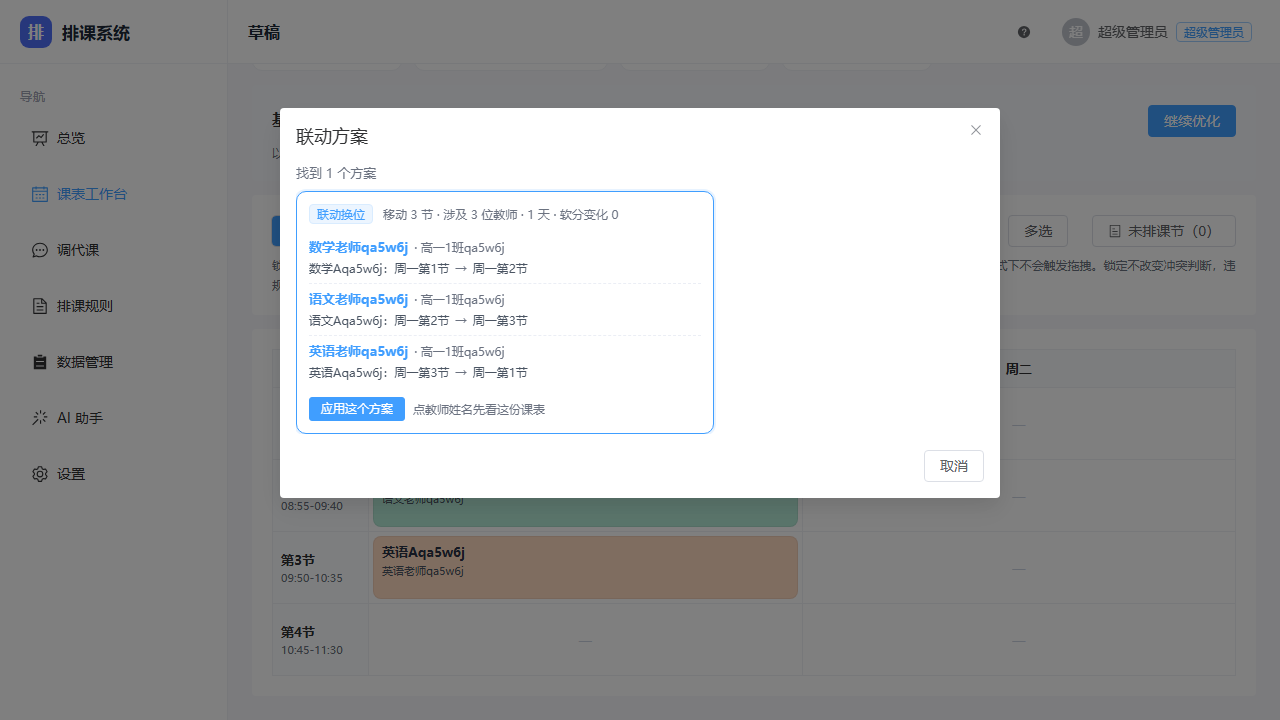 排 排课系统
草稿
超 超级管理员 超级管理员
导航
总览
课表工作台
调代课
排课规则
数据管理
AI 助手
设置
继续优化
多选
未排课节（0）
式下不会触发拖拽。锁定不改变冲突判断，违
联动方案
找到 1 个方案
联动换位 移动 3 节 · 涉及 3 位教师 · 1 天 · 软分变化 0
数学老师qa5w6j · 高一1班qa5w6j
数学Aqa5w6j：周一第1节 → 周一第2节
语文老师qa5w6j · 高一1班qa5w6j
语文Aqa5w6j：周一第2节 → 周一第3节
英语老师qa5w6j · 高一1班qa5w6j
英语Aqa5w6j：周一第3节 → 周一第1节
应用这个方案 点教师姓名先看这份课表
取消
周二
—
—
08:55-09:40
语文老师qa5w6j
第3节
09:50-10:35
英语Aqa5w6j
英语老师qa5w6j
—
第4节
10:45-11:30
—
—